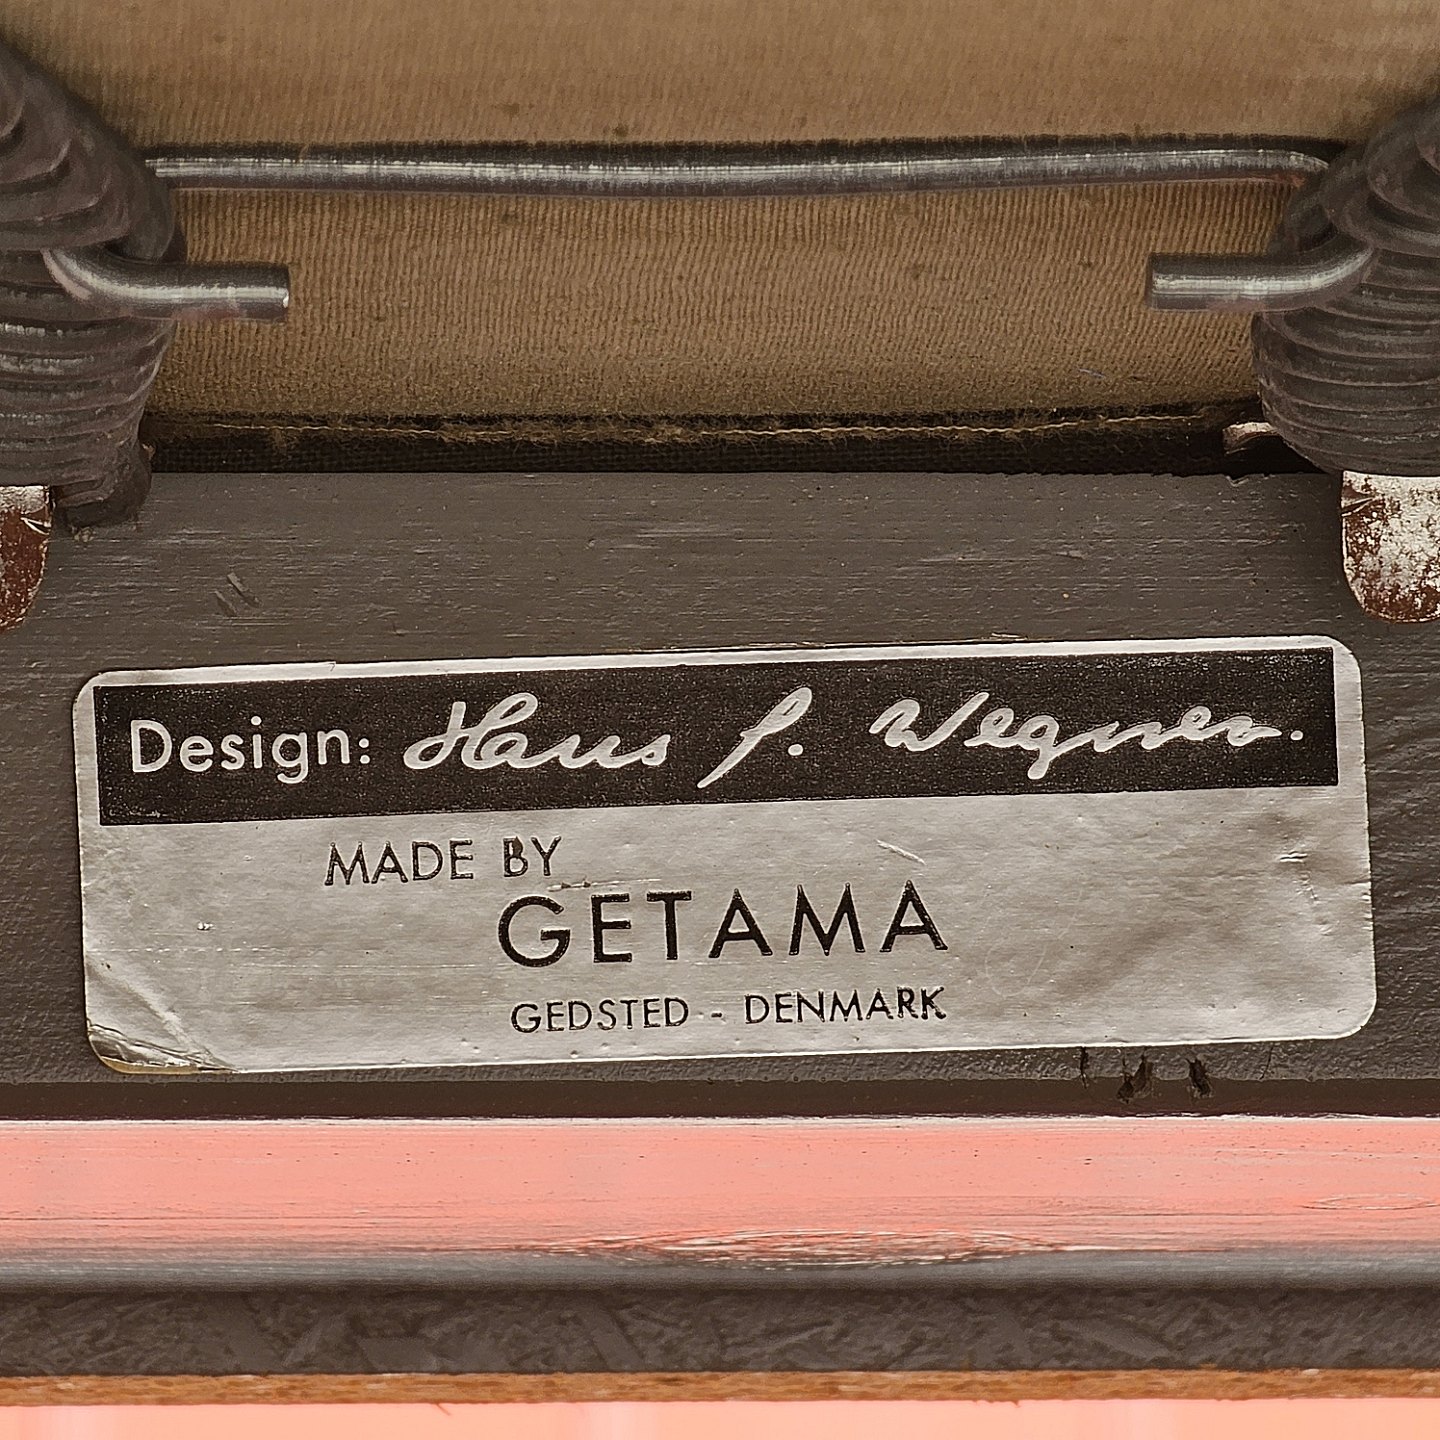 Design: Hans J. Wegner.
MADE BY
GETAMA
GEDSTED - DENMARK